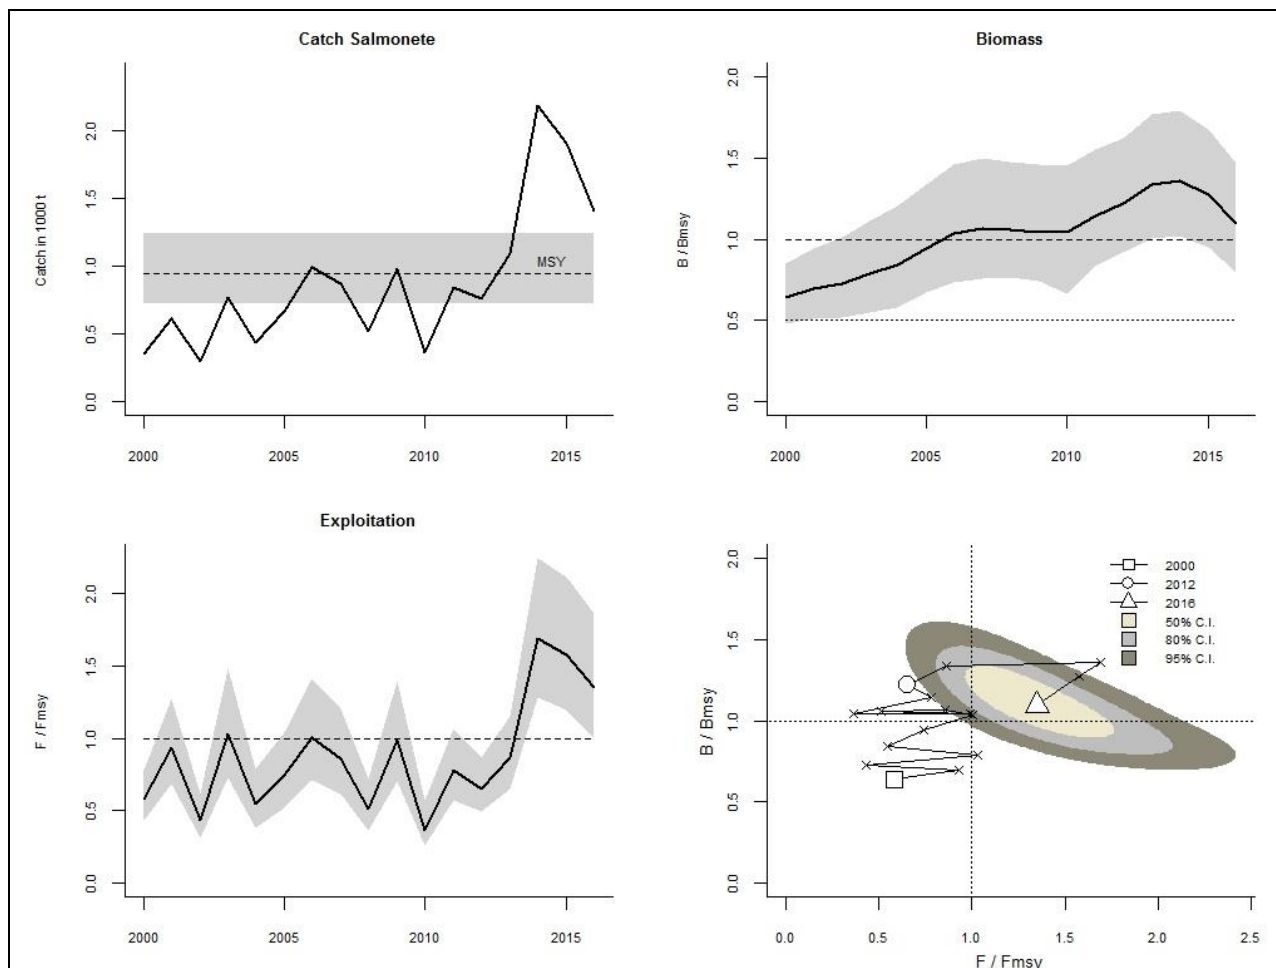 Catch Salmonete
Catch in 1000 t
0.0 0.5 1.0 1.5 2.0
MSY
2000 2005 2010 2015
Biomass
B / Bmsy
0.0 0.5 1.0 1.5 2.0
2000 2005 2010 2015
Exploitation
F / Fmsy
0.0 0.5 1.0 1.5 2.0
2000 2005 2010 2015
B / Bmsy
0.0 0.5 1.0 1.5 2.0
2000
2012
2016
50% C.I.
80% C.I.
95% C.I.
0.0 0.5 1.0 1.5 2.0 2.5
F / Fmsy